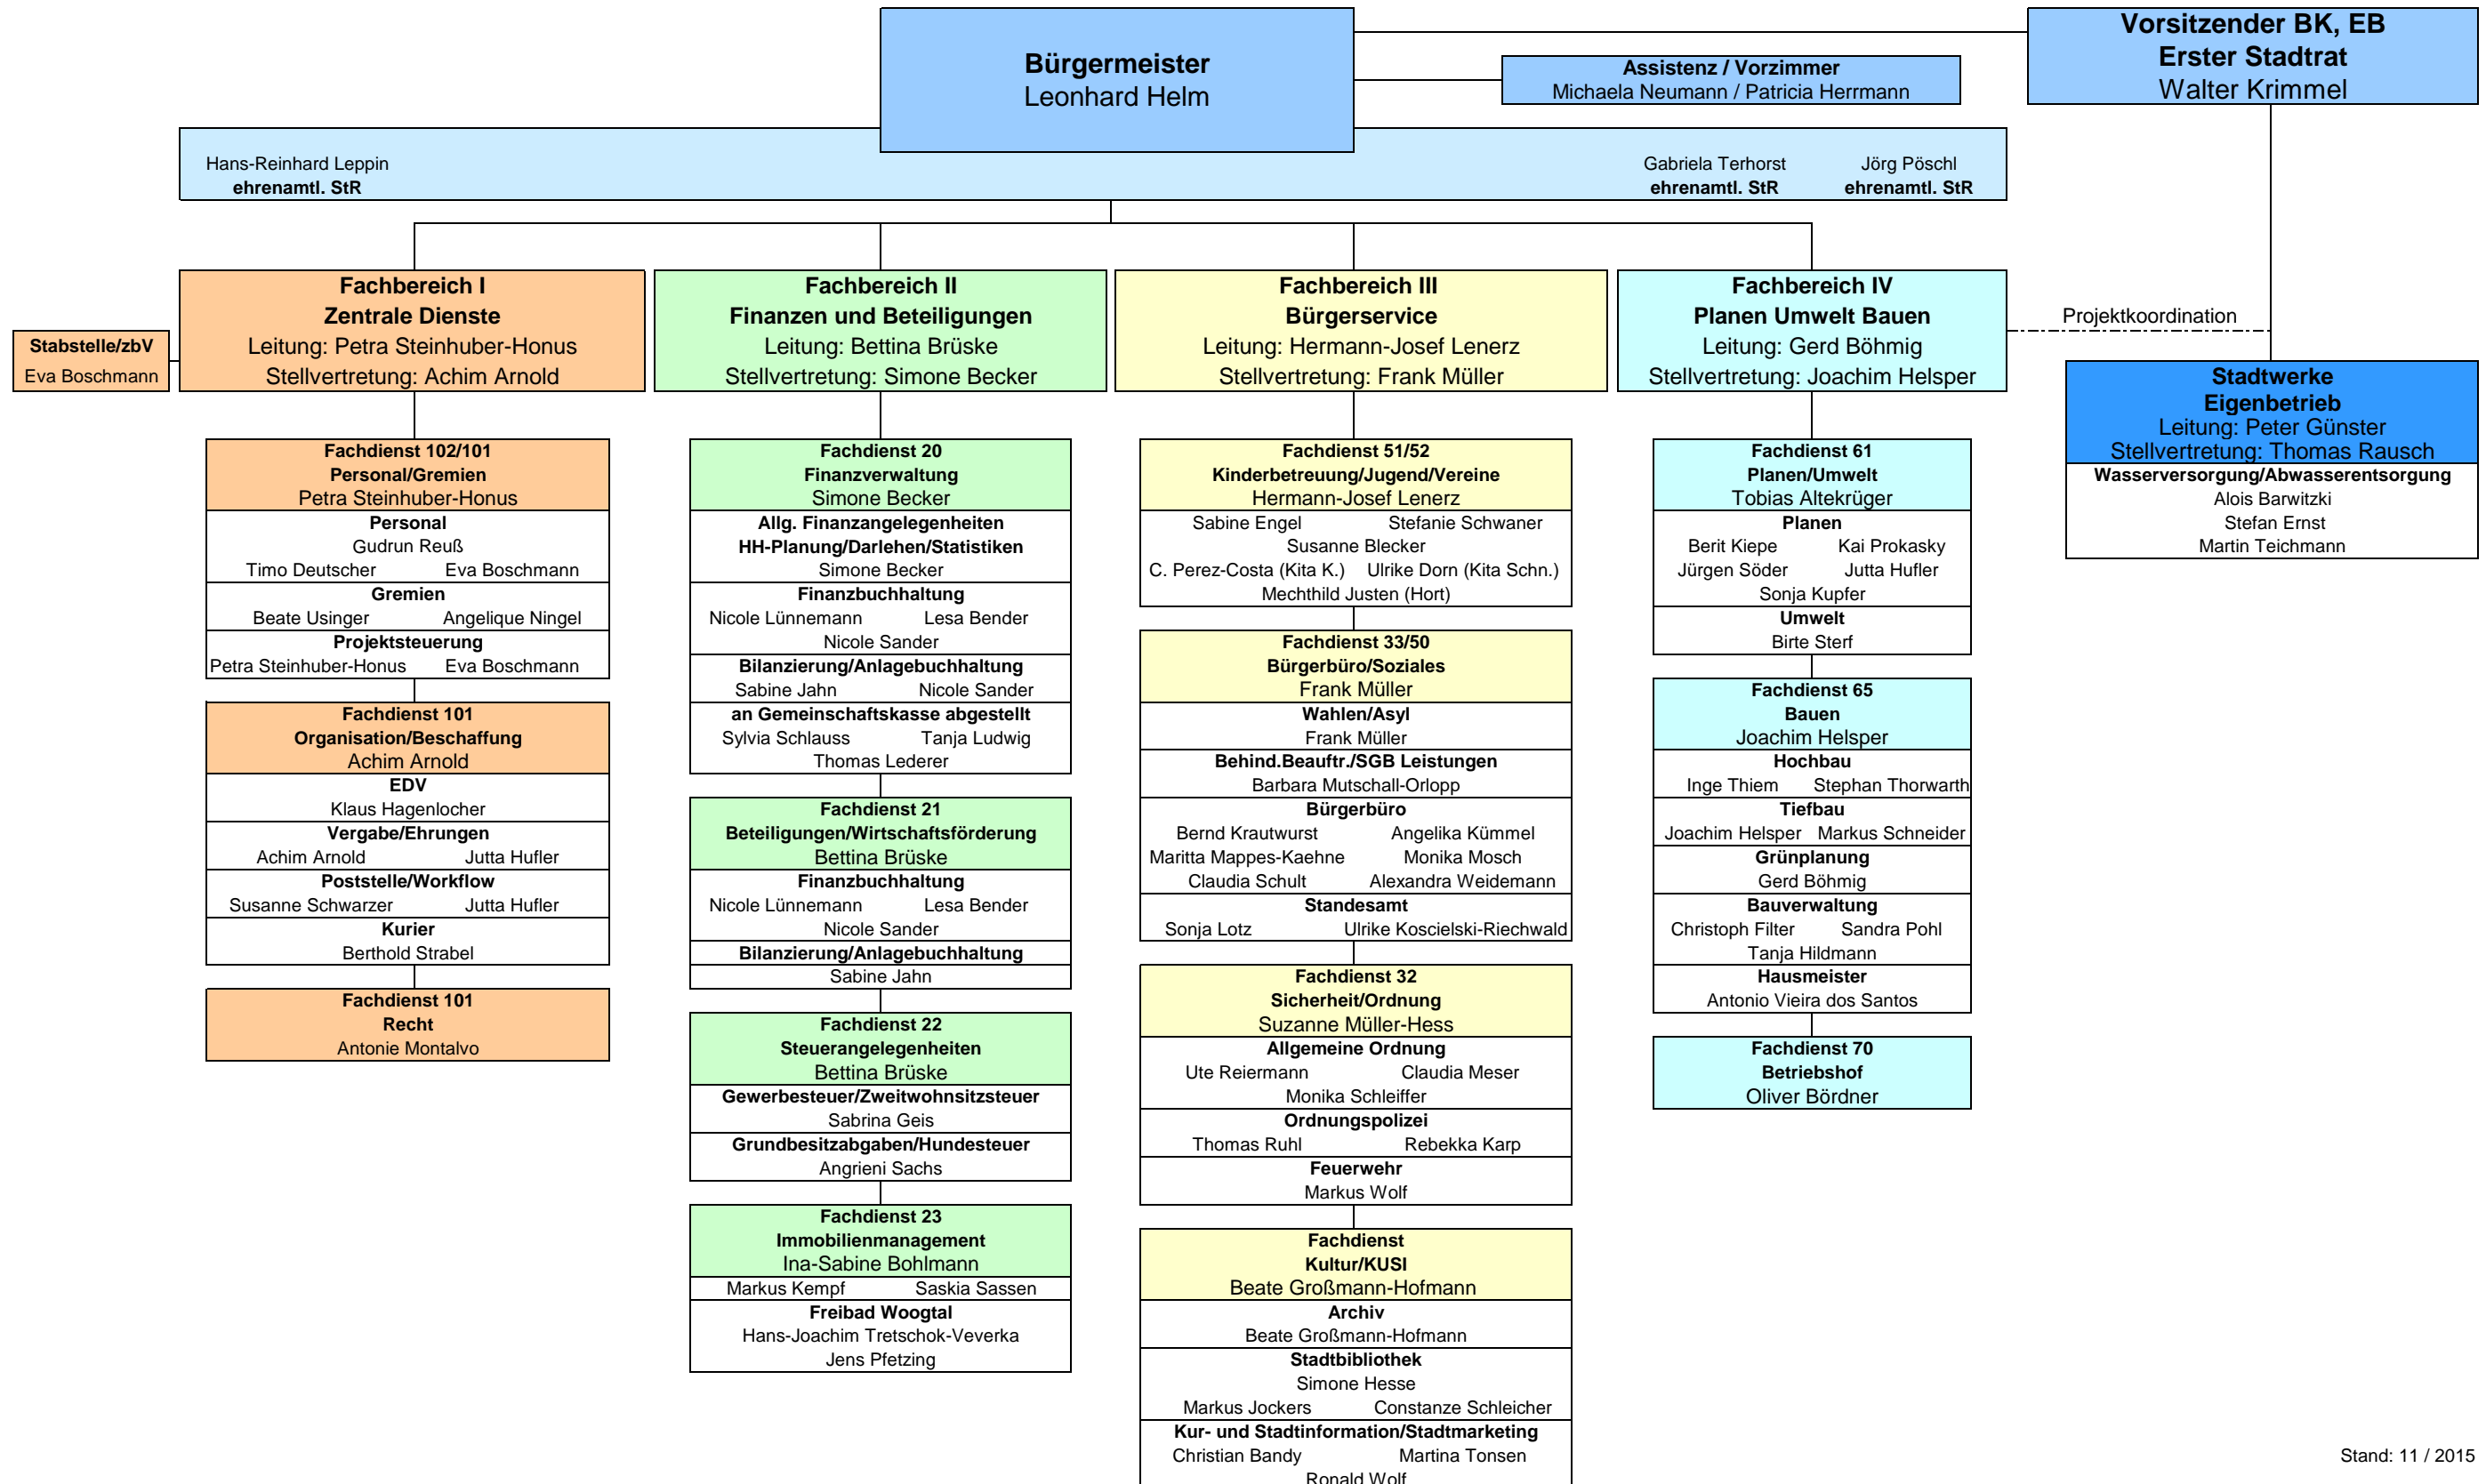 Bürgermeister
Leonhard Helm
Assistenz / Vorzimmer
Michaela Neumann / Patricia Herrmann
Vorsitzender BK, EB
Erster Stadtrat
Walter Krimmel
Hans-Reinhard Leppin
ehrenamtl. StR
Gabriela Terhorst
ehrenamtl. StR
Jörg Pöschl
ehrenamtl. StR
Stabstelle/zbV
Eva Boschmann
Fachbereich I
Zentrale Dienste
Leitung: Petra Steinhuber-Honus
Stellvertretung: Achim Arnold
Fachbereich II
Finanzen und Beteiligungen
Leitung: Bettina Brüske
Stellvertretung: Simone Becker
Fachbereich III
Bürgerservice
Leitung: Hermann-Josef Lenerz
Stellvertretung: Frank Müller
Fachbereich IV
Planen Umwelt Bauen
Leitung: Gerd Böhmig
Stellvertretung: Joachim Helsper
Projektkoordination
Stadtwerke
Eigenbetrieb
Leitung: Peter Günster
Stellvertretung: Thomas Rausch
Wasserversorgung/Abwasserentsorgung
Alois Barwitzki
Stefan Ernst
Martin Teichmann
Fachdienst 102/101
Personal/Gremien
Petra Steinhuber-Honus
Personal
Gudrun Reuß
Timo Deutscher Eva Boschmann
Gremien
Beate Usinger Angelique Ningel
Projektsteuerung
Petra Steinhuber-Honus Eva Boschmann
Fachdienst 101
Organisation/Beschaffung
Achim Arnold
EDV
Klaus Hagenlocher
Vergabe/Ehrungen
Achim Arnold Jutta Hufler
Poststelle/Workflow
Susanne Schwarzer Jutta Hufler
Kurier
Berthold Strabel
Fachdienst 101
Recht
Antonie Montalvo
Fachdienst 20
Finanzverwaltung
Simone Becker
Allg. Finanzangelegenheiten
HH-Planung/Darlehen/Statistiken
Simone Becker
Finanzbuchhaltung
Nicole Lünnemann Lesa Bender
Nicole Sander
Bilanzierung/Anlagebuchhaltung
Sabine Jahn Nicole Sander
an Gemeinschaftskasse abgestellt
Sylvia Schlauss Tanja Ludwig
Thomas Lederer
Fachdienst 21
Beteiligungen/Wirtschaftsförderung
Bettina Brüske
Finanzbuchhaltung
Nicole Lünnemann Lesa Bender
Nicole Sander
Bilanzierung/Anlagebuchhaltung
Sabine Jahn
Fachdienst 22
Steuerangelegenheiten
Bettina Brüske
Gewerbesteuer/Zweitwohnsitzsteuer
Sabrina Geis
Grundbesitzabgaben/Hundesteuer
Angrieni Sachs
Fachdienst 23
Immobilienmanagement
Ina-Sabine Bohlmann
Markus Kempf Saskia Sassen
Freibad Woogtal
Hans-Joachim Tretschok-Veverka
Jens Pfetzing
Fachdienst 51/52
Kinderbetreuung/Jugend/Vereine
Hermann-Josef Lenerz
Sabine Engel Stefanie Schwaner
Susanne Blecker
C. Perez-Costa (Kita K.) Ulrike Dorn (Kita Schn.)
Mechthild Justen (Hort)
Fachdienst 33/50
Bürgerbüro/Soziales
Frank Müller
Wahlen/Asyl
Frank Müller
Behind.Beauftr./SGB Leistungen
Barbara Mutschall-Orlopp
Bürgerbüro
Bernd Krautwurst Angelika Kümmel
Maritta Mappes-Kaehne Monika Mosch
Claudia Schult Alexandra Weidemann
Standesamt
Sonja Lotz Ulrike Koscielski-Riechwald
Fachdienst 32
Sicherheit/Ordnung
Suzanne Müller-Hess
Allgemeine Ordnung
Ute Reiermann Claudia Meser
Monika Schleiffer
Ordnungspolizei
Thomas Ruhl Rebekka Karp
Feuerwehr
Markus Wolf
Fachdienst
Kultur/KUSI
Beate Großmann-Hofmann
Archiv
Beate Großmann-Hofmann
Stadtbibliothek
Simone Hesse
Markus Jockers Constanze Schleicher
Kur- und Stadtinformation/Stadtmarketing
Christian Bandy Martina Tonsen
Ronald Wolf
Fachdienst 61
Planen/Umwelt
Tobias Altekrüger
Planen
Berit Kiepe Kai Prokasky
Jürgen Söder Jutta Hufler
Sonja Kupfer
Umwelt
Birte Sterf
Fachdienst 65
Bauen
Joachim Helsper
Hochbau
Inge Thiem Stephan Thorwarth
Tiefbau
Joachim Helsper Markus Schneider
Grünplanung
Gerd Böhmig
Bauverwaltung
Christoph Filter Sandra Pohl
Tanja Hildmann
Hausmeister
Antonio Vieira dos Santos
Fachdienst 70
Betriebshof
Oliver Bördner
Stand: 11 / 2015